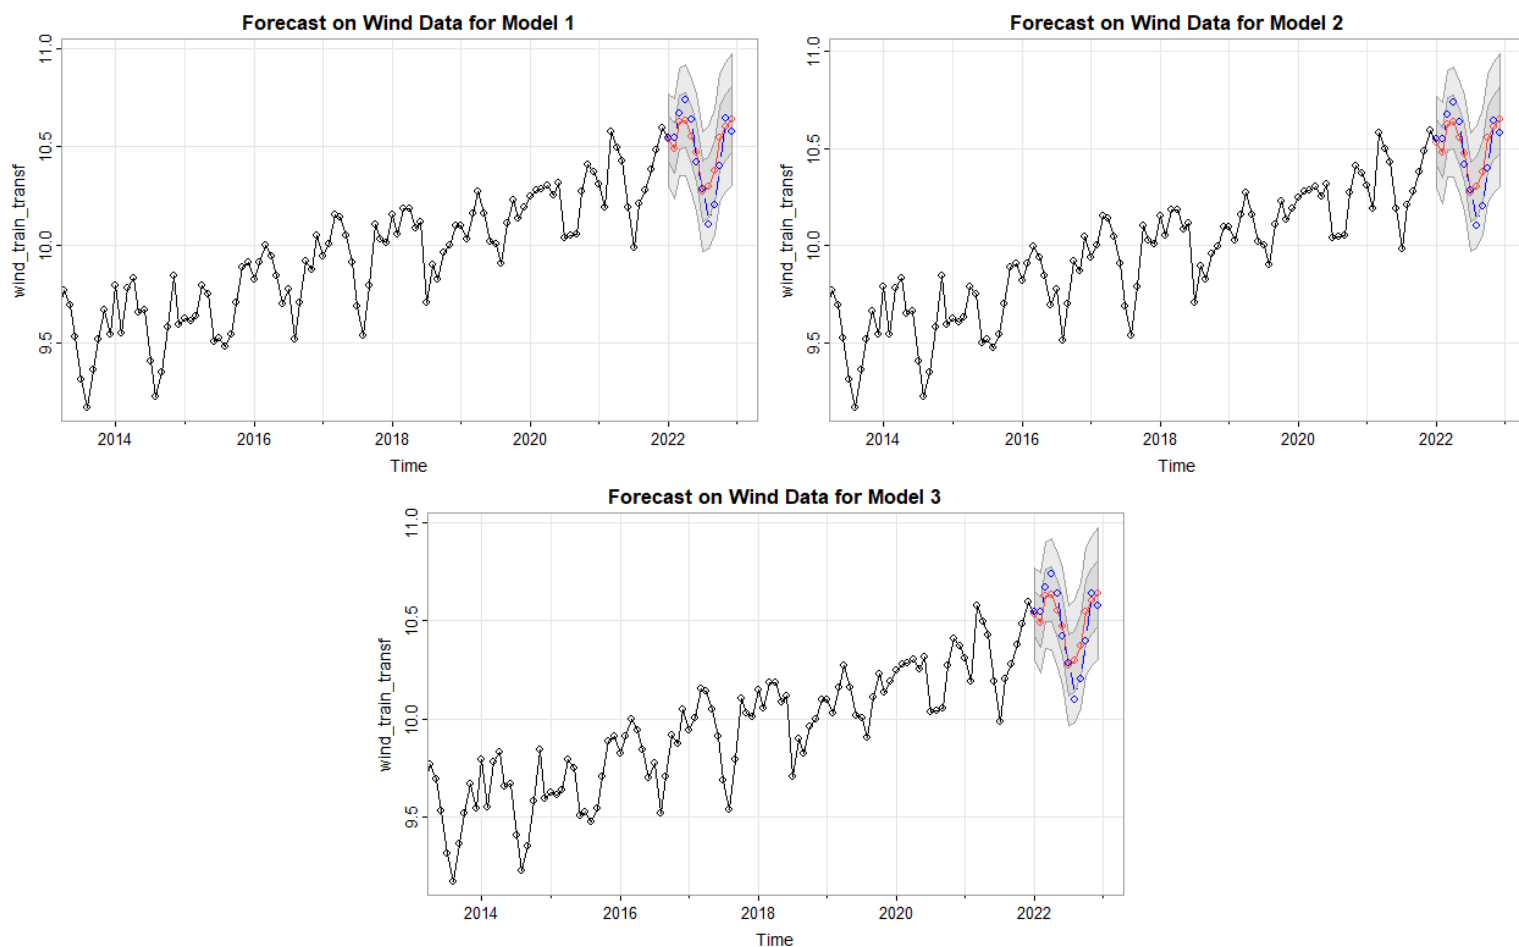 Forecast on Wind Data for Model 1
wind_train_transf
11.0
10.5
10.0
9.5
2014 2016 2018 2020 2022
Time
Forecast on Wind Data for Model 2
wind_train_transf
11.0
10.5
10.0
9.5
2014 2016 2018 2020 2022
Time
Forecast on Wind Data for Model 3
wind_train_transf
11.0
10.5
10.0
9.5
2014 2016 2018 2020 2022
Time